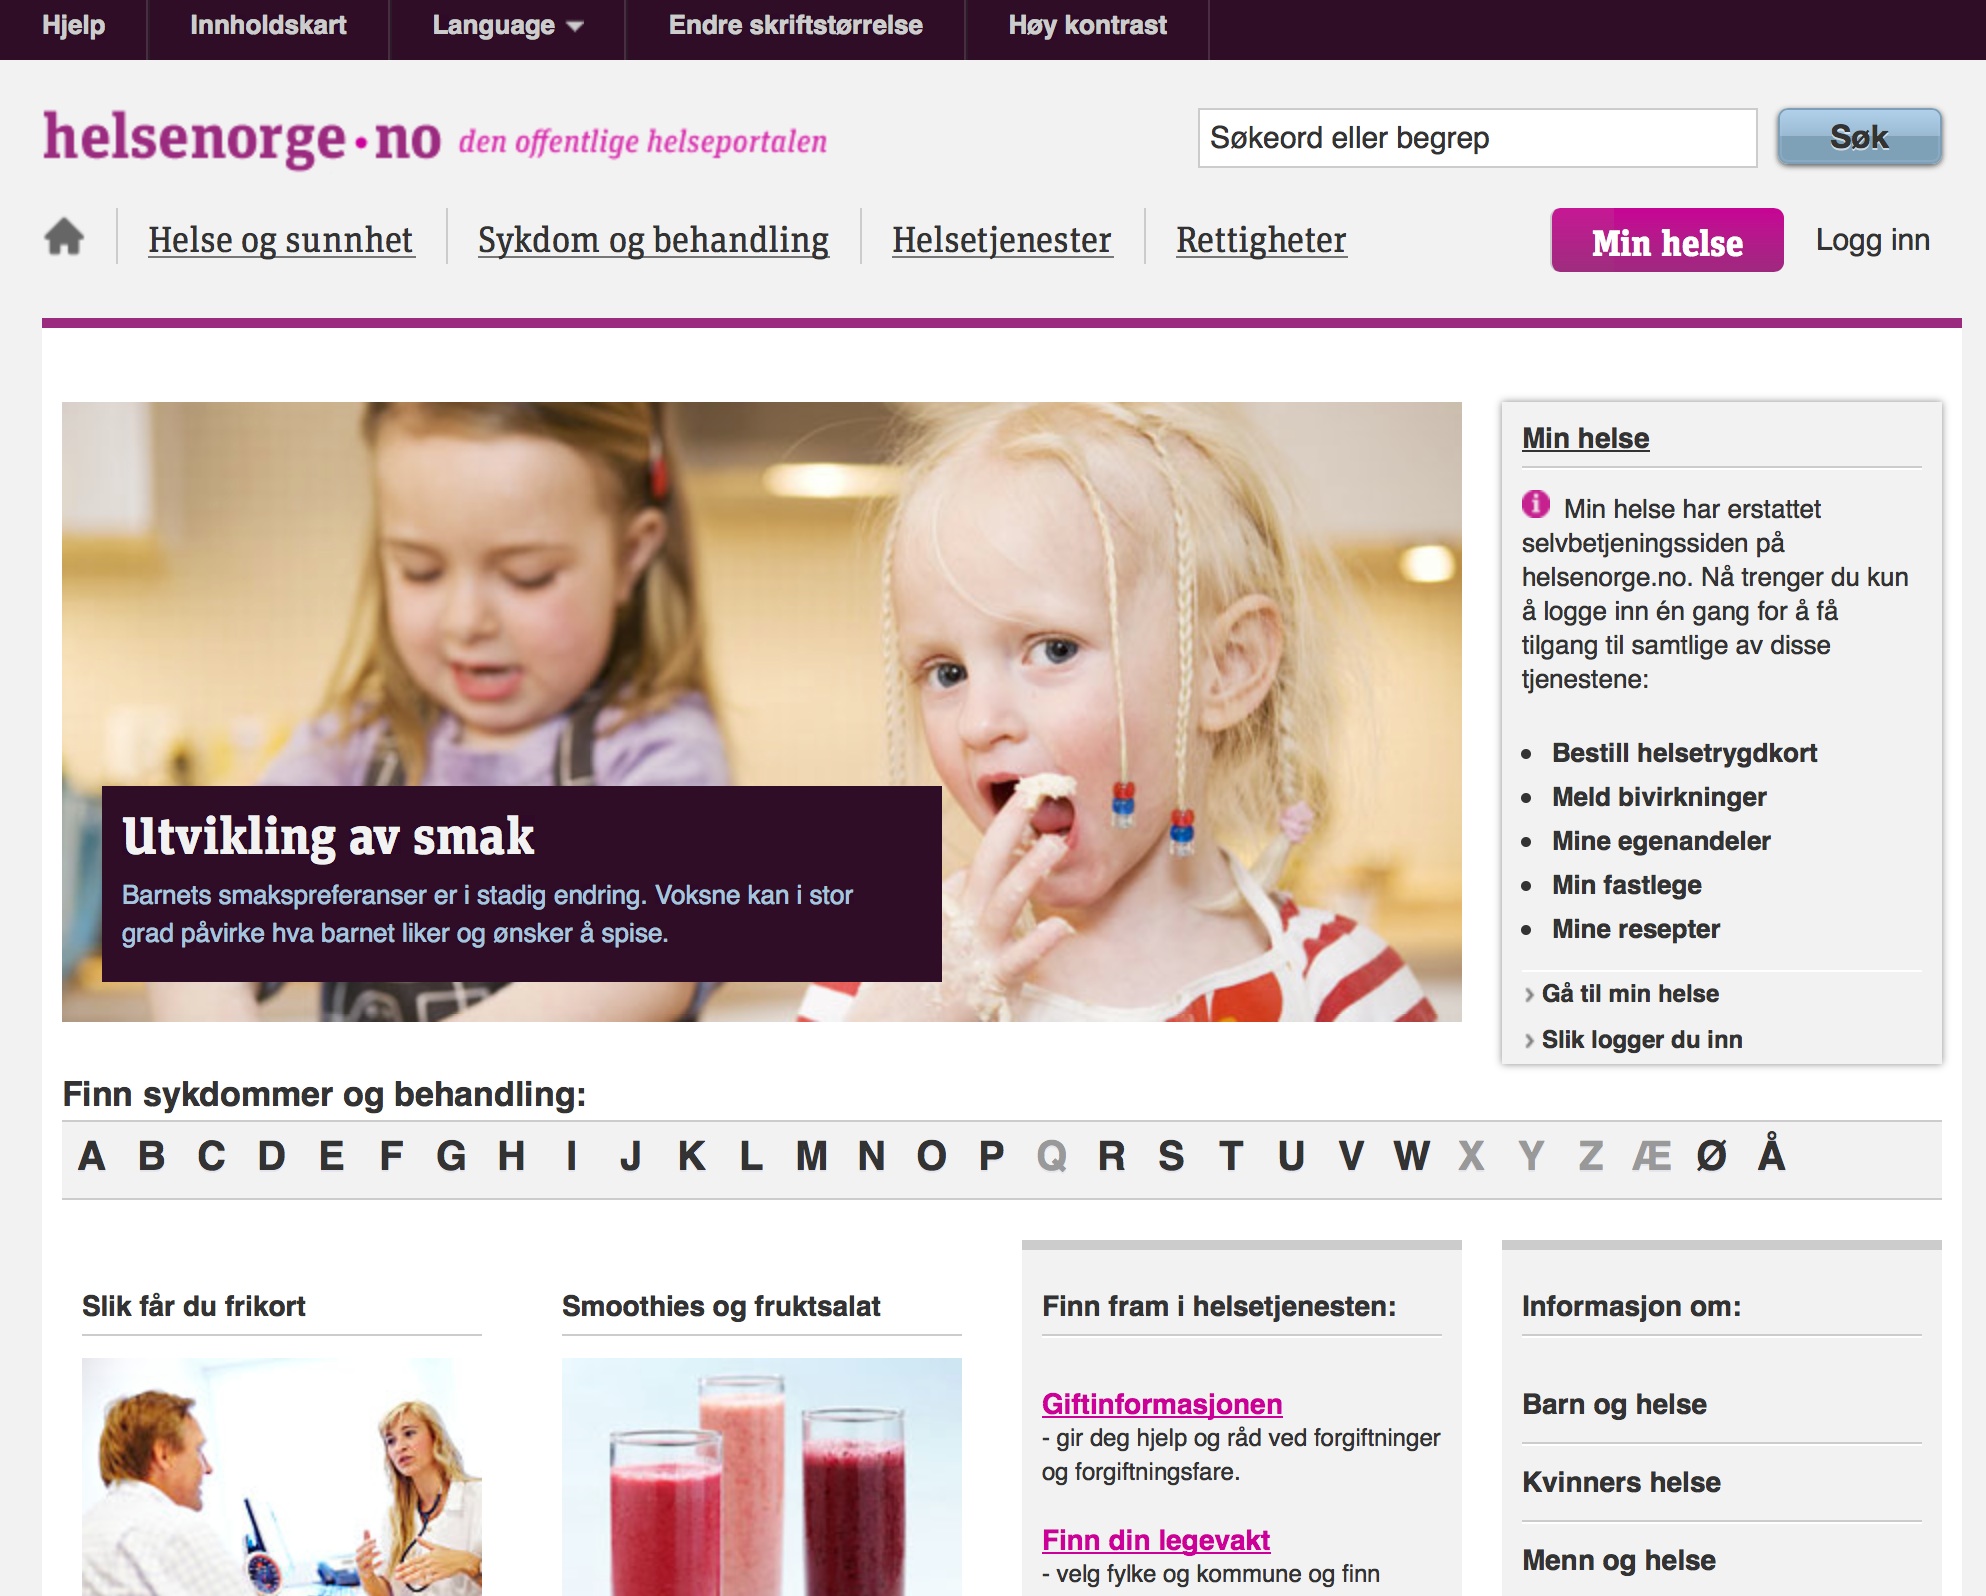 Hjelp
Innholdskart
Language
Endre skriftstørrelse
Høy kontrast
helsenorge.no den offentlige helseportalen
Søkeord eller begrep
Søk
Helse og sunnhet
Sykdom og behandling
Helsetjenester
Rettigheter
Min helse
Logg inn
Utvikling av smak
Barnets smakspreferanser er i stadig endring. Voksne kan i stor
grad påvirke hva barnet liker og ønsker å spise.
Min helse
Min helse har erstattet
selvbetjeningssiden på
helsenorge.no. Nå trenger du kun
å logge inn én gang for å få
tilgang til samtlige av disse
tjenestene:
Bestill helsetrygdkort
Meld bivirkninger
Mine egenandeler
Min fastlege
Mine resepter
Gå til min helse
Slik logger du inn
Finn sykdommer og behandling:
A B C D E F G H I J K L M N O P Q R S T U V W X Y Z Æ Ø Å
Slik får du frikort
Smoothies og fruktsalat
Finn fram i helsetjenesten:
Giftinformasjonen
- gir deg hjelp og råd ved forgiftninger
og forgiftningsfare.
Finn din legevakt
- velg fylke og kommune og finn
Informasjon om:
Barn og helse
Kvinners helse
Menn og helse